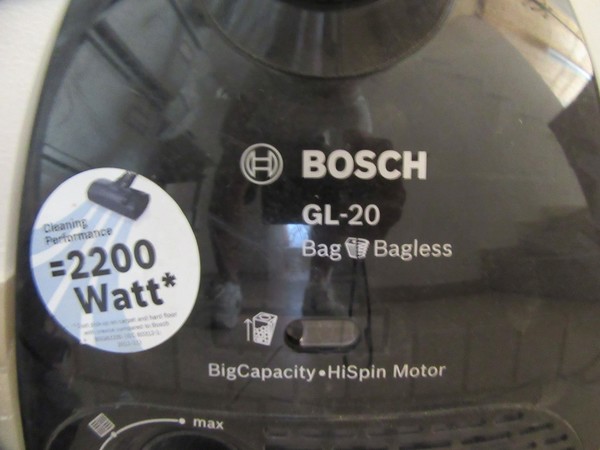 BOSCH
GL-20
Bag Bagless
Cleaning
Performance
=2200
Watt*
BigCapacity•HiSpin Motor
max